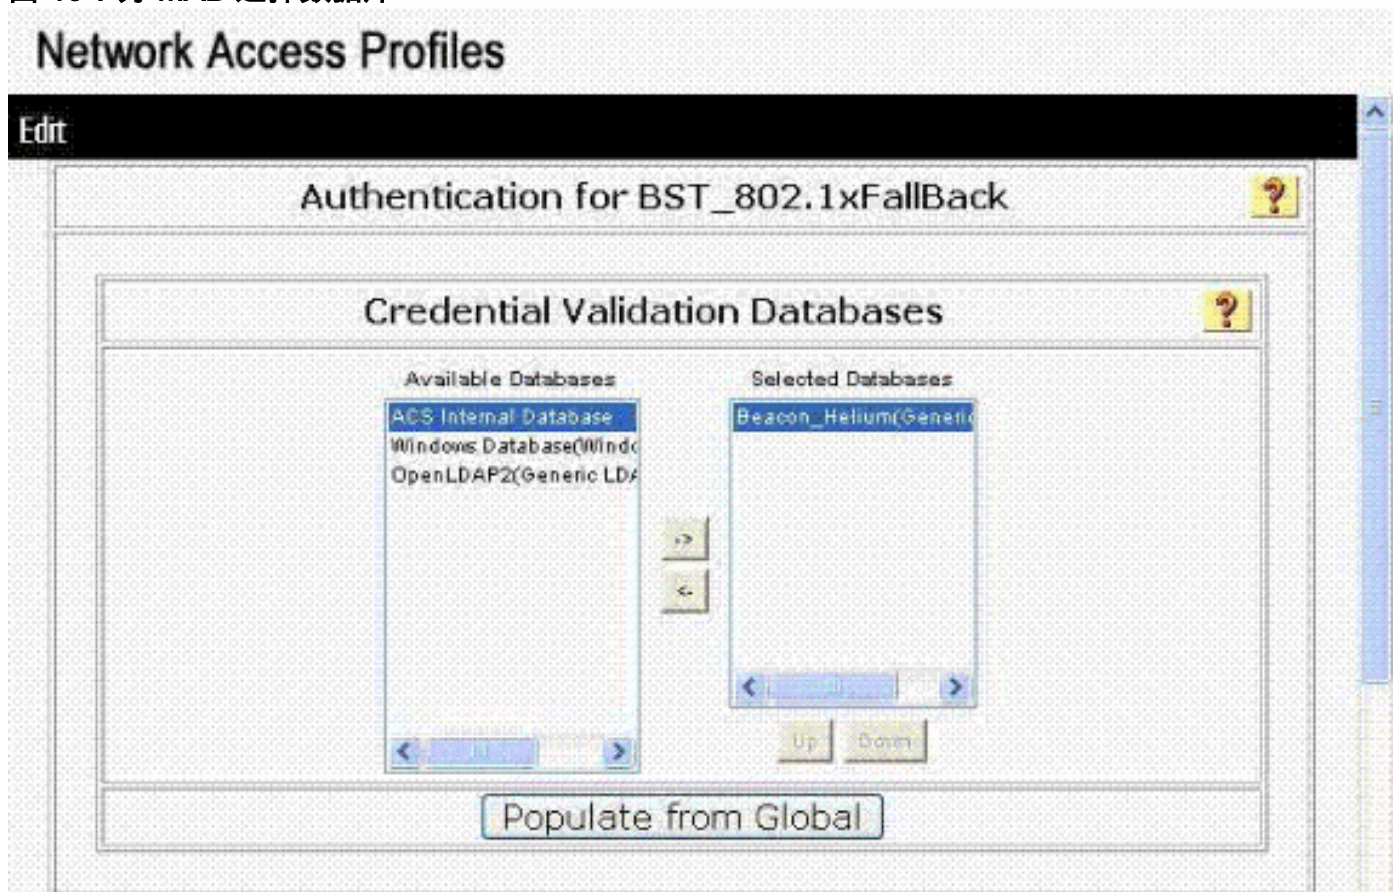 Network Access Profiles
Edit
Authentication for BST_802.1xFallBack
Credential Validation Databases
Available Databases
Selected Databases
ACS Internal Database
Windows Database(Windo
OpenLDAP2(Generic LDA
Beacon_Helium(Generic
->
<-
Up
Down
Populate from Global